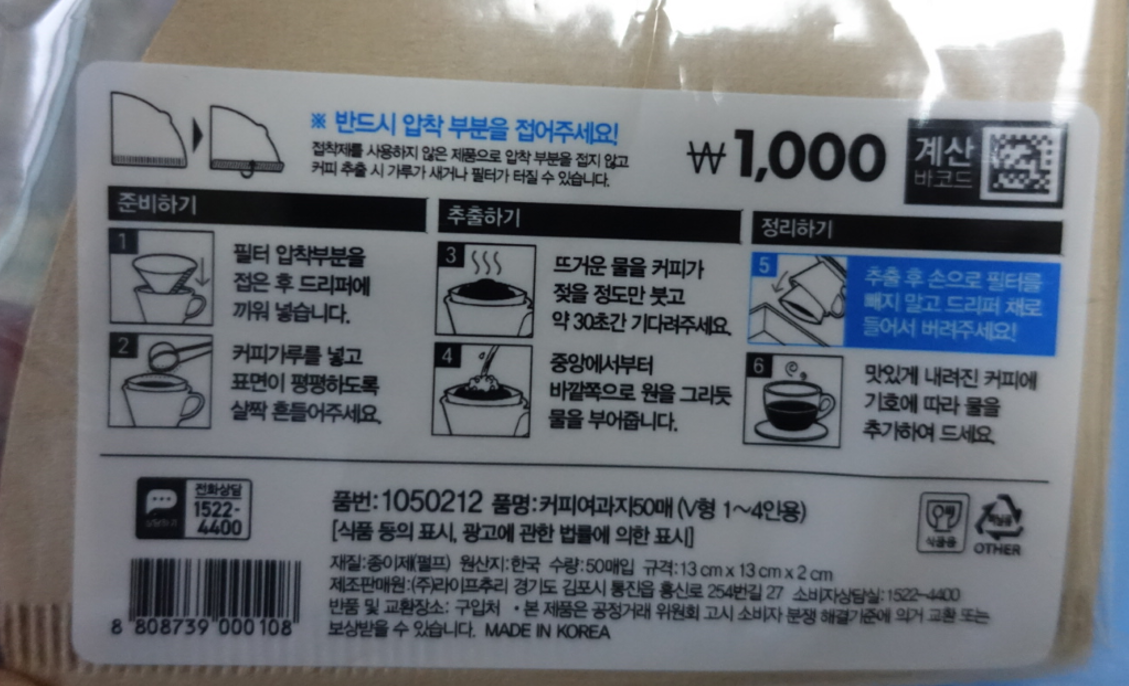 ※ 반드시 압착 부분을 접어주세요!
접착제를 사용하지 않은 제품으로 압착 부분을 접지 않고
커피 추출 시 가루가 새거나 필터가 터질 수 있습니다.
₩1,000
계산
바코드
준비하기
1
필터 압착부분을
접은 후 드리퍼에
끼워 넣습니다.
2
커피가루를 넣고
표면이 평평하도록
살짝 흔들어주세요.
추출하기
3
뜨거운 물을 커피가
젖을 정도만 붓고
약 30초간 기다려주세요.
4
중앙에서부터
바깥쪽으로 원을 그리듯
물을 부어줍니다.
정리하기
5
추출 후 손으로 필터를
빼지 말고 드리퍼 채로
들어서 버려주세요!
6
맛있게 내려진 커피에
기호에 따라 물을
추가하여 드세요.
전화상담
1522-
4400
품번:1050212 품명:커피여과지50매 (V형 1~4인용)
[식품 등의 표시, 광고에 관한 법률에 의한 표시]
재질:종이제(펄프) 원산지:한국 수량:50매입 규격:13 cm x 13 cm x 2 cm
제조판매원:(주)라이프추리 경기도 김포시 통진읍 흥신로 254번길 27 소비자상담실:1522-4400
반품 및 교환장소: 구입처 • 본 제품은 공정거래 위원회 고시 소비자 분쟁 해결기준에 의거 교환 또는
보상받을 수 있습니다. MADE IN KOREA
식품용
OTHER
8 808739 000108